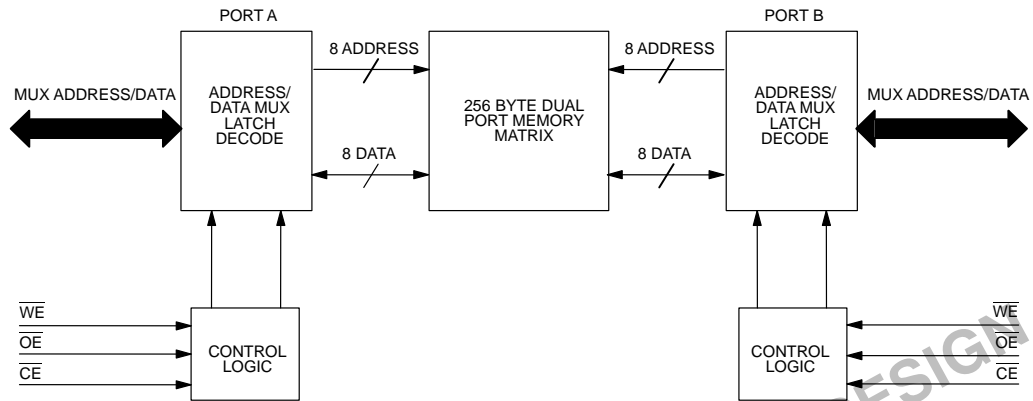 PORT A
PORT B
8 ADDRESS
8 ADDRESS
MUX ADDRESS/DATA
ADDRESS/
DATA MUX
LATCH
DECODE
256 BYTE DUAL
PORT MEMORY
MATRIX
ADDRESS/
DATA MUX
LATCH
DECODE
MUX ADDRESS/DATA
8 DATA
8 DATA
WE
OE
CE
CONTROL
LOGIC
CONTROL
LOGIC
WE
OE
CE
DESIGN